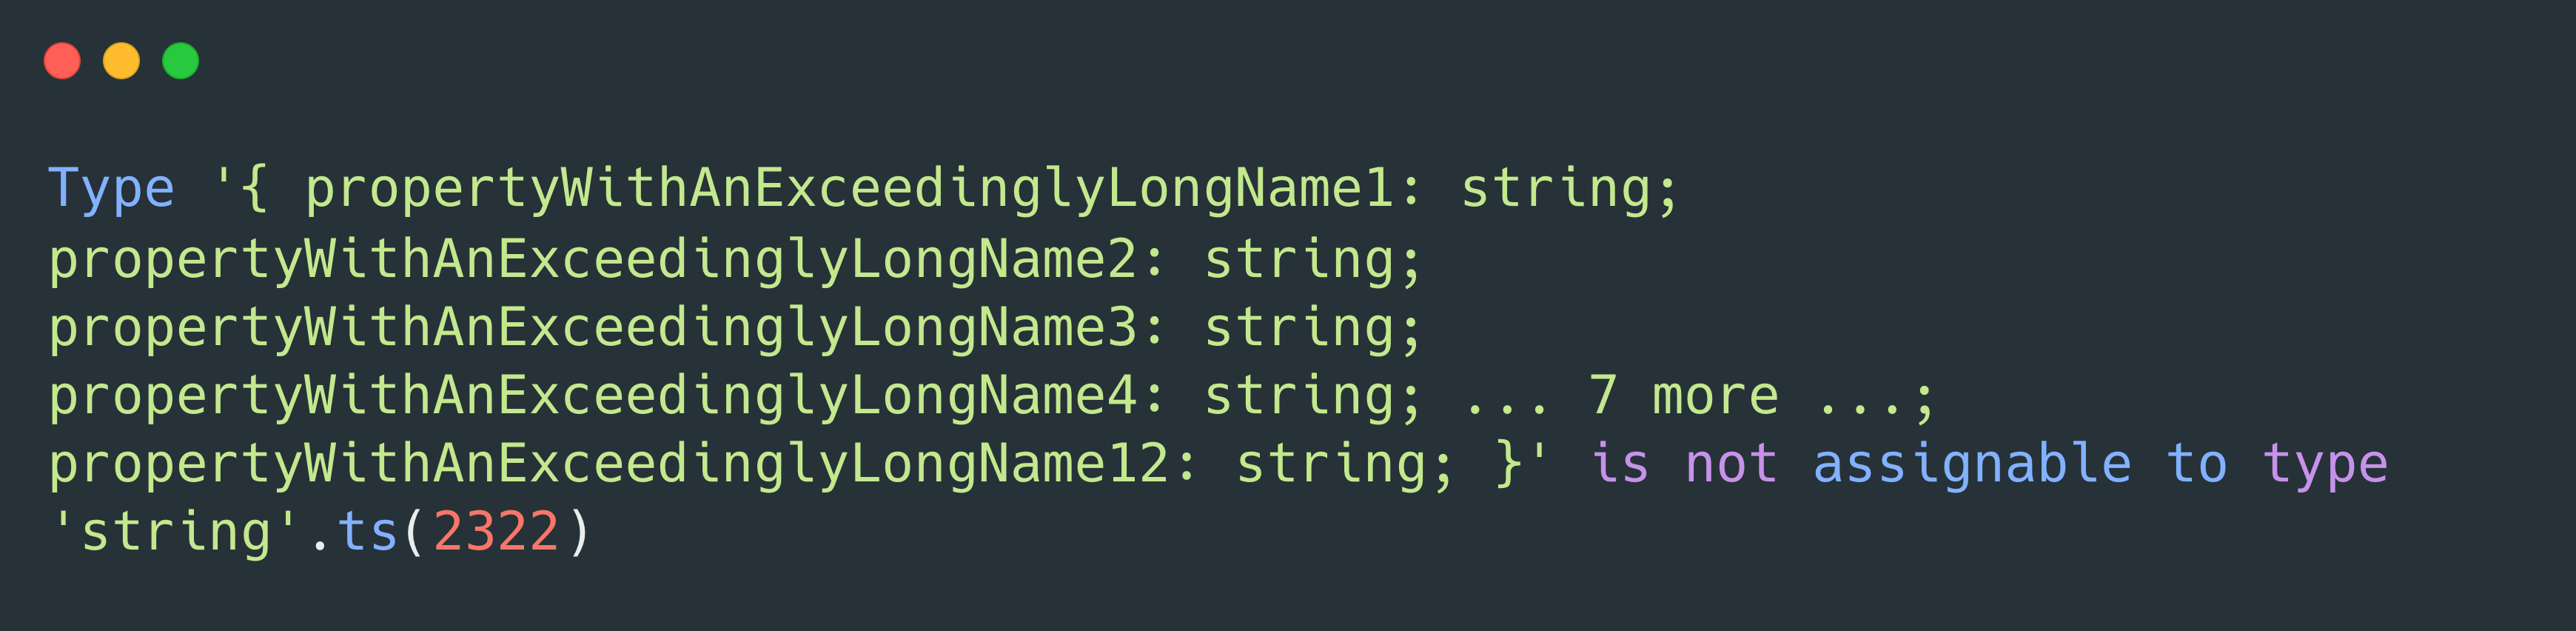 Type '{ propertyWithAnExceedinglyLongName1: string;
propertyWithAnExceedinglyLongName2: string;
propertyWithAnExceedinglyLongName3: string;
propertyWithAnExceedinglyLongName4: string; ... 7 more ...;
propertyWithAnExceedinglyLongName12: string; }' is not assignable to type
'string'.ts(2322)